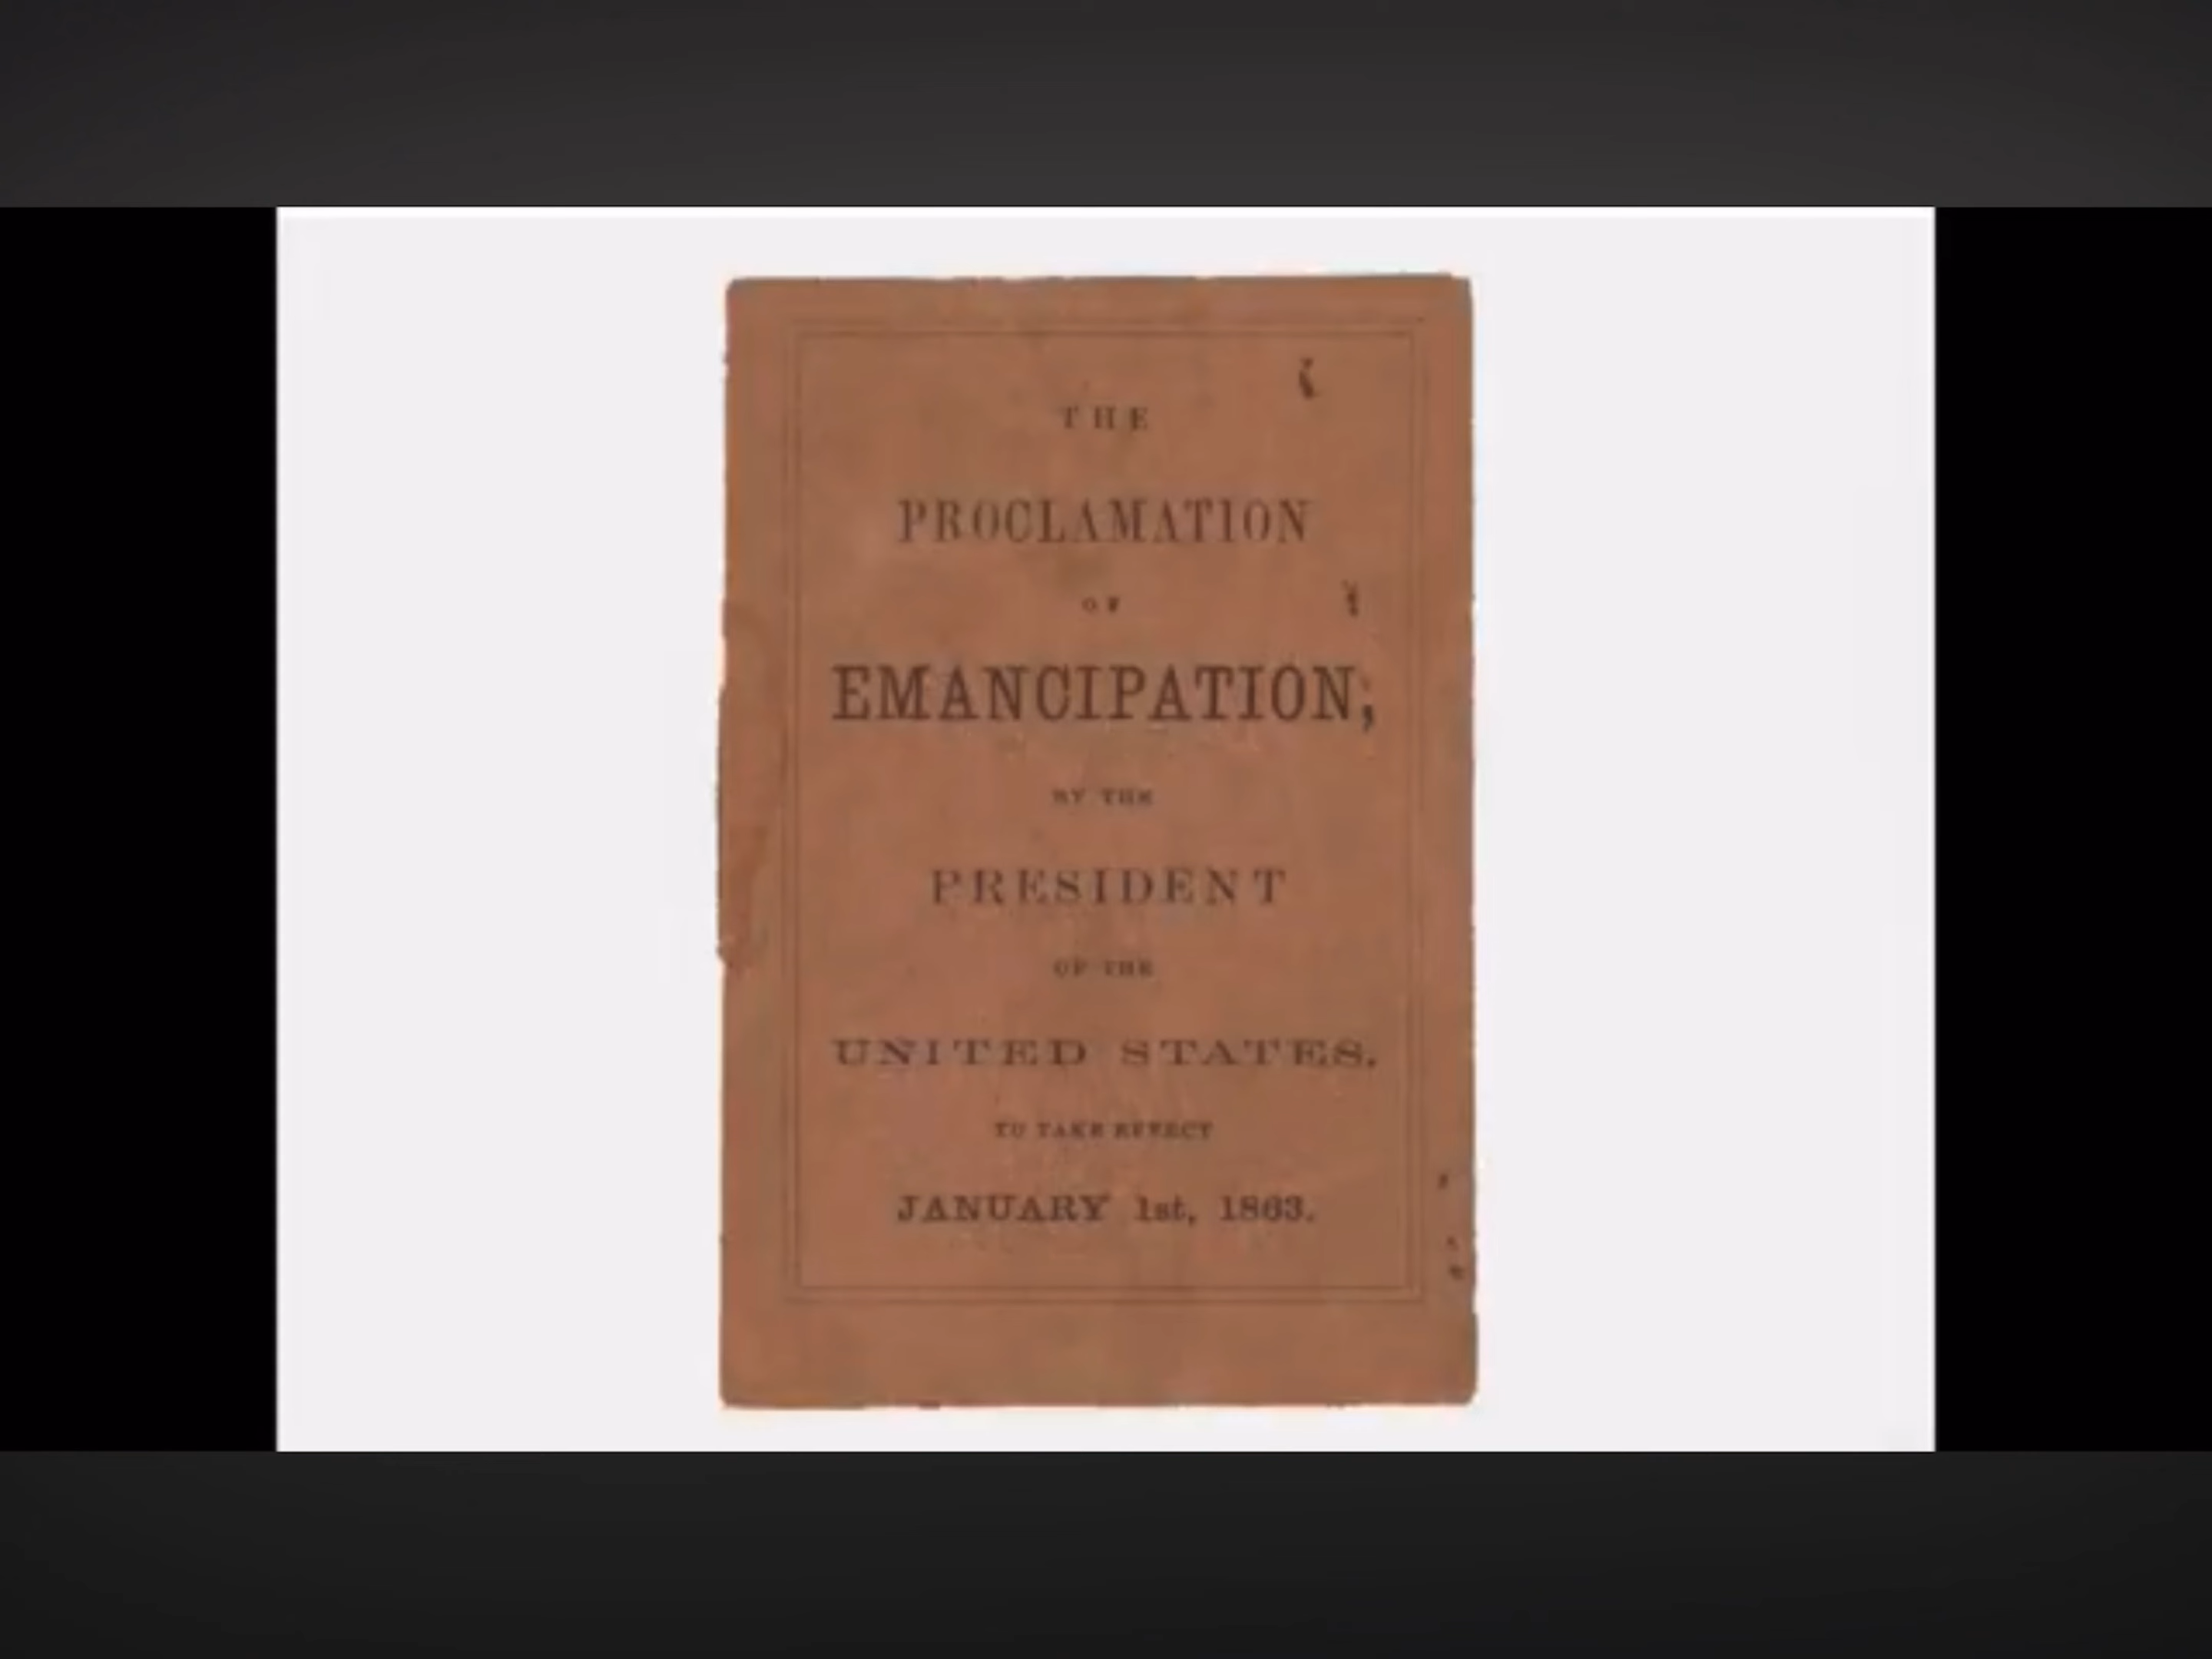 THE
PROCLAMATION
OF
EMANCIPATION;
BY THE
PRESIDENT
OF THE
UNITED STATES.
TO TAKE EFFECT
JANUARY 1st, 1863.